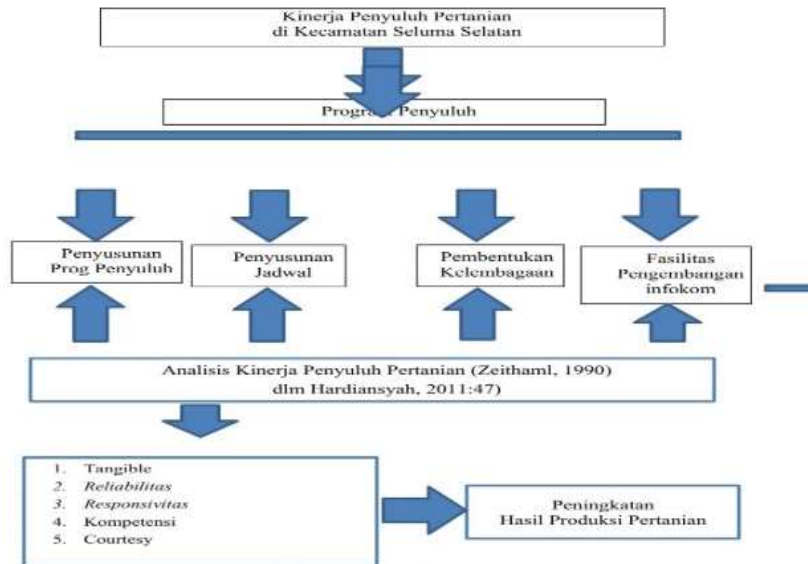 Kinerja Penyuluh Pertanian
di Kecamatan Seluma Selatan
Program Penyuluh
Penyusunan
Prog Penyuluh
Penyusunan
Jadwal
Pembentukan
Kelembagaan
Fasilitas
Pengembangan
infokom
Analisis Kinerja Penyuluh Pertanian (Zeithaml, 1990)
dlm Hardiansyah, 2011:47)
1. Tangible
2. Reliabilitas
3. Responsivitas
4. Kompetensi
5. Courtesy
Peningkatan
Hasil Produksi Pertanian